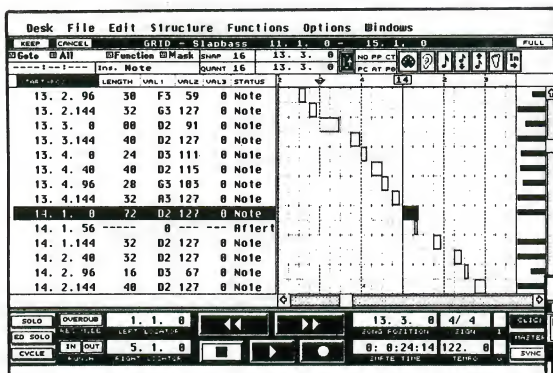 Desk File Edit Structure Functions Options Windows
KEEP CANCEL GRID - Slapbass 11. 1. 0 - 15. 1. 0 FULL
Goto All Function Mask SNAP 16 13. 3. 0 NO PP CT
----:--:---- Ins. Note QUANT 16 13. 3. 0 PC AT PB In
LENGTH VAL1 VAL2 VAL3 STATUS 4 14 2 3
13. 2. 96 30 F3 59 0 Note
13. 2.144 32 G3 127 0 Note
13. 3. 0 80 D2 91 0 Note
13. 3.144 40 D2 127 0 Note
13. 4. 0 24 D3 111 0 Note
13. 4. 40 40 D2 115 0 Note
13. 4. 96 28 G3 103 0 Note
13. 4.144 32 A3 127 0 Note
14. 1. 0 72 D2 127 0 Note
14. 1. 56 ----- 0 --- --- Aftert
14. 1.144 32 D2 127 0 Note
14. 2. 40 32 D2 127 0 Note
14. 2. 96 16 D3 67 0 Note
14. 2.144 40 D2 127 0 Note
SOLO OVERDUB 1. 1. 0 13. 3. 0 4/ 4 CLICK
ED SOLO LEFT LOCATOR SONG POSITION SIGN 1 MASTER
CYCLE IN OUT 5. 1. 0 0: 0:24:14 122. 0 SYNC
RIGHT LOCATOR TIME TEMPO